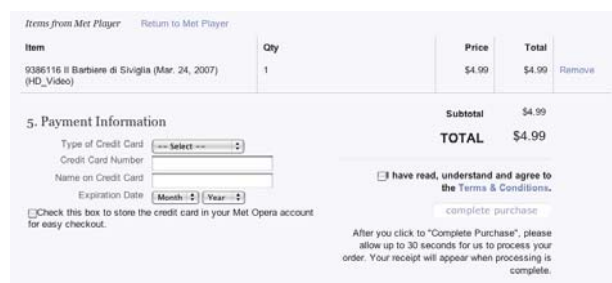 Items from Met Player Return to Met Player
Item Qty Price Total
9386116 Il Barbiere di Siviglia (Mar. 24, 2007) 1 $4.99 $4.99 Remove
(HD_Video)
Subtotal $4.99
TOTAL $4.99
5. Payment Information
Type of Credit Card -- Select --
Credit Card Number
Name on Credit Card
Expiration Date Month Year
Check this box to store the credit card in your Met Opera account
for easy checkout.
I have read, understand and agree to
the Terms & Conditions.
complete purchase
After you click to "Complete Purchase", please
allow up to 30 seconds for us to process your
order. Your receipt will appear when processing is
complete.